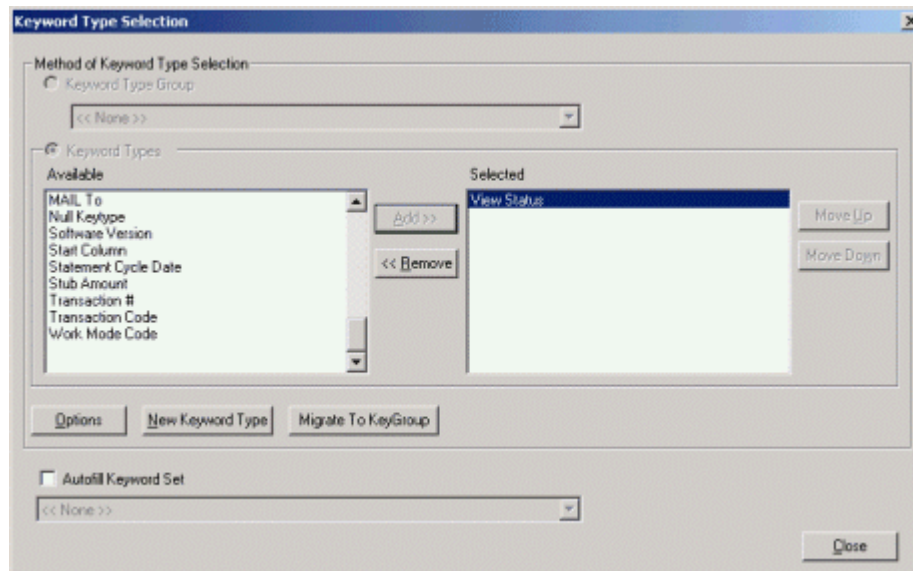 Keyword Type Selection
Method of Keyword Type Selection
Keyword Type Group
<< None >>
Keyword Types
Available
Selected
MAIL To
Null Keytype
Software Version
Start Column
Statement Cycle Date
Stub Amount
Transaction #
Transaction Code
Work Mode Code
Add >>
<< Remove
View Status
Move Up
Move Down
Options
New Keyword Type
Migrate To KeyGroup
Autofill Keyword Set
<< None >>
Close